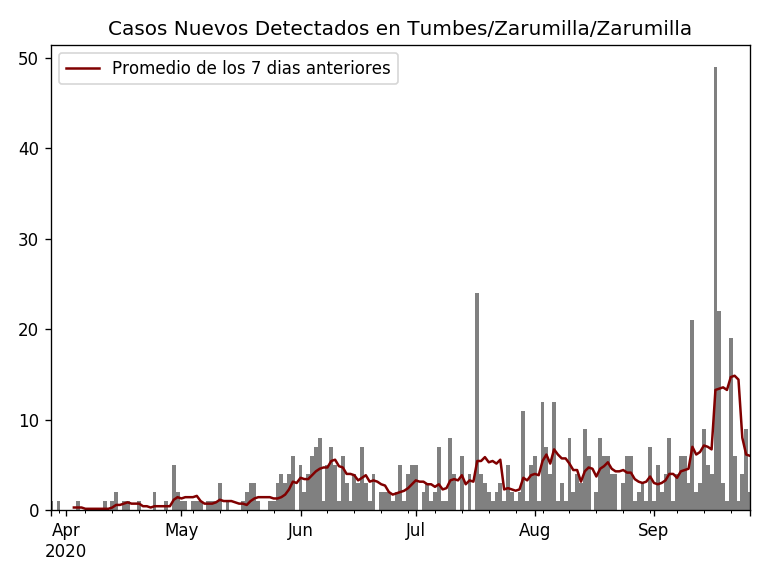 Casos Nuevos Detectados en Tumbes/Zarumilla/Zarumilla
Promedio de los 7 dias anteriores
50
40
30
20
10
0
Apr May Jun Jul Aug Sep
2020